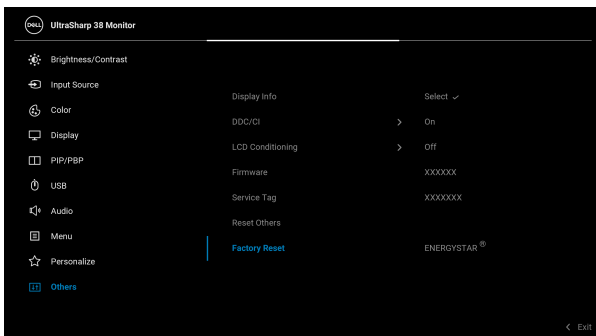 DELL UltraSharp 38 Monitor
Brightness/Contrast
Input Source
Color
Display
PIP/PBP
USB
Audio
Menu
Personalize
Others
Display Info Select
DDC/CI On
LCD Conditioning Off
Firmware XXXXXX
Service Tag XXXXXXX
Reset Others
Factory Reset ENERGYSTAR ®
Exit